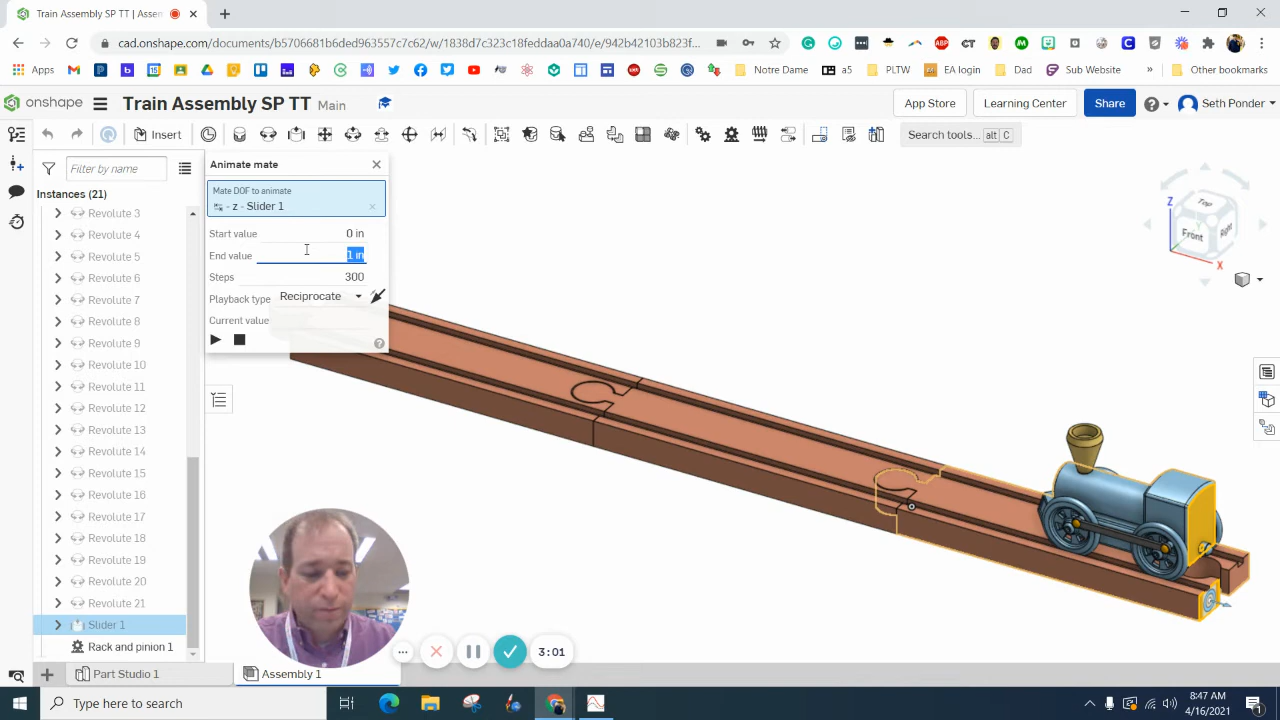 Train Assembly SP TT | Assem
cad.onshape.com/documents/b5706681b6ded963557c7c62/w/1838d7c323-18feddaa0a740y/e/942b42103b823f...
Apps
Notre Dame
a5
PLTW
EA login
Dad
Sub Website
»
Other bookmarks
onshape
Train Assembly SP TT Main
App Store
Learning Center
Share
Seth Ponder
Insert
Search tools... alt C
Filter by name
Instances (21)
Revolute 3
Revolute 4
Revolute 5
Revolute 6
Revolute 7
Revolute 8
Revolute 9
Revolute 10
Revolute 11
Revolute 12
Revolute 13
Revolute 14
Revolute 15
Revolute 16
Revolute 17
Revolute 18
Revolute 19
Revolute 20
Revolute 21
Slider 1
Rack and pinion 1
Animate mate
Mate DOF to animate
- z - Slider 1
Start value 0 in
End value 1 in
Steps 300
Playback type Reciprocate
Current value
Z
Top
Front
Right
X
3:01
Part Studio 1
Assembly 1
Type here to search
8:47 AM
4/16/2021